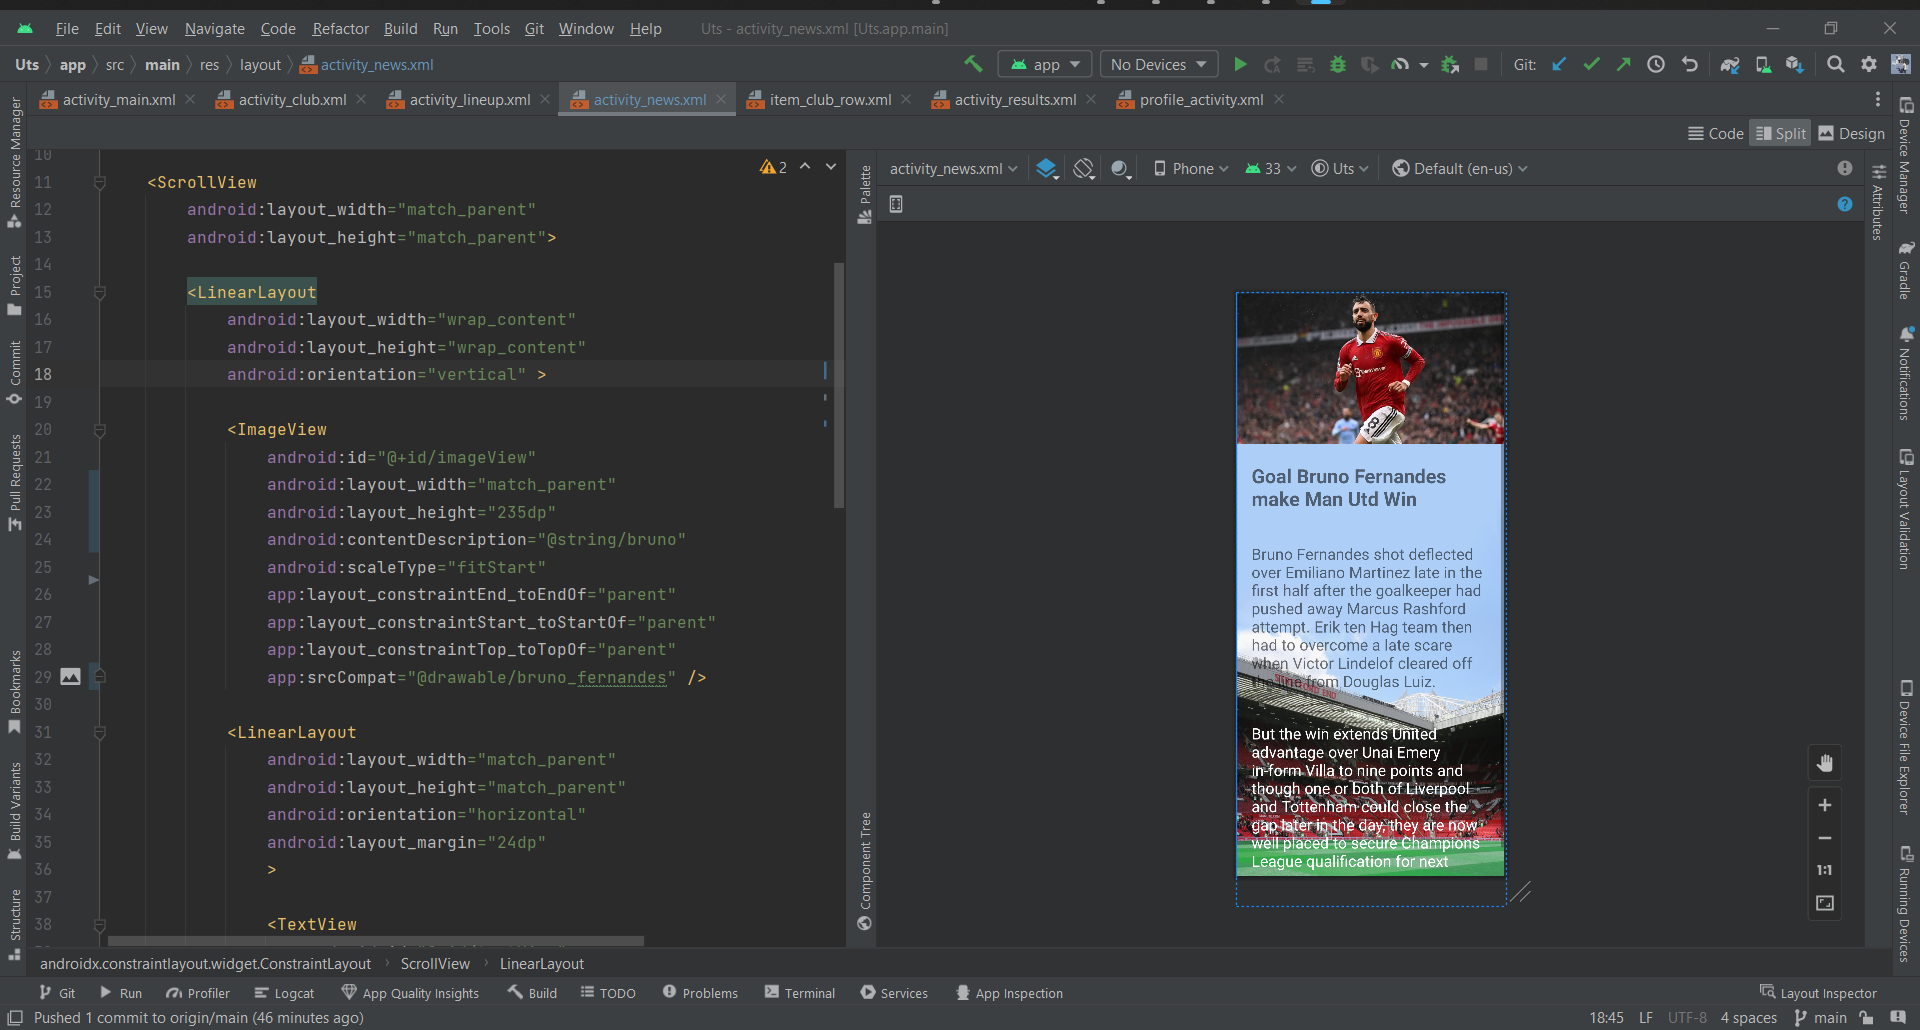 File Edit View Navigate Code Refactor Build Run Tools Git Window Help Uts - activity_news.xml [Uts.app.main]
Uts app src main res layout activity_news.xml app No Devices Git:
activity_main.xml activity_club.xml activity_lineup.xml activity_news.xml item_club_row.xml activity_results.xml profile_activity.xml
Code Split Design
activity_news.xml Phone 33 Uts Default (en-us)
2
10
11 <ScrollView
12 android:layout_width="match_parent"
13 android:layout_height="match_parent">
14
15 <LinearLayout
16 android:layout_width="wrap_content"
17 android:layout_height="wrap_content"
18 android:orientation="vertical" >
19
20 <ImageView
21 android:id="@+id/imageView"
22 android:layout_width="match_parent"
23 android:layout_height="235dp"
24 android:contentDescription="@string/bruno"
25 android:scaleType="fitStart"
26 app:layout_constraintEnd_toEndOf="parent"
27 app:layout_constraintStart_toStartOf="parent"
28 app:layout_constraintTop_toTopOf="parent"
29 app:srcCompat="@drawable/bruno_fernandes" />
30
31 <LinearLayout
32 android:layout_width="match_parent"
33 android:layout_height="match_parent"
34 android:orientation="horizontal"
35 android:layout_margin="24dp"
36 >
37
38 <TextView
Resource Manager
Project
Commit
Pull Requests
Bookmarks
Build Variants
Structure
Palette
Component Tree
Goal Bruno Fernandes
make Man Utd Win
Bruno Fernandes shot deflected
over Emiliano Martinez late in the
first half after the goalkeeper had
pushed away Marcus Rashford
attempt. Erik ten Hag team then
had to overcome a late scare
when Victor Lindelof cleared off
the line from Douglas Luiz.
But the win extends United
advantage over Unai Emery
in-form Villa to nine points and
though one or both of Liverpool
and Tottenham could close the
gap later in the day, they are now
well placed to secure Champions
League qualification for next
1:1
Attributes
Device Manager
Gradle
Notifications
Layout Validation
Device File Explorer
Running Devices
androidx.constraintlayout.widget.ConstraintLayout ScrollView LinearLayout
Git Run Profiler Logcat App Quality Insights Build TODO Problems Terminal Services App Inspection Layout Inspector
Pushed 1 commit to origin/main (46 minutes ago) 18:45 LF UTF-8 4 spaces main